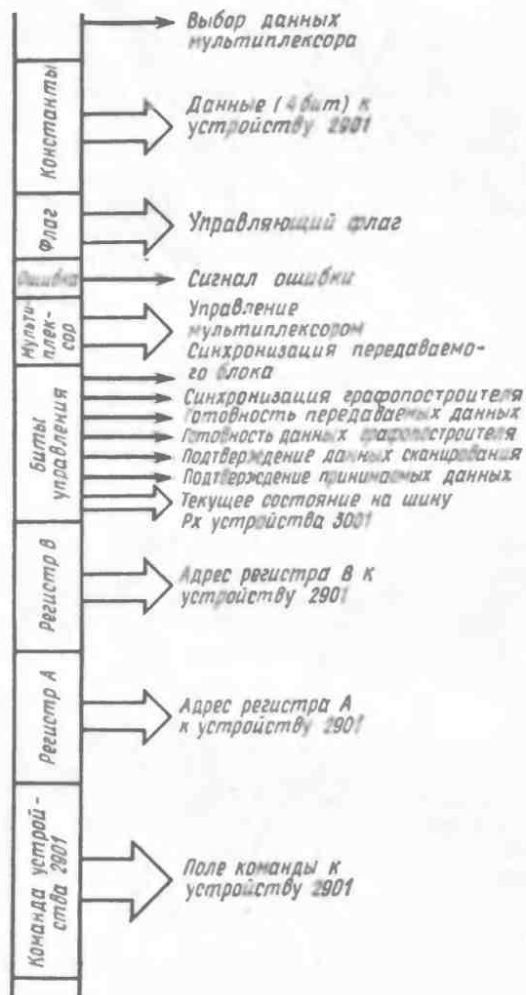 Выбор данных
мультиплексора
Константы
Данные (4 бит) к
устройству 2901
Флаг
Управляющий флаг
Ошибка
Сигнал ошибки
Мульти-
плек-
сор
Управление
мультиплексором
Синхронизация передаваемо-
го блока
Биты
управления
Синхронизация графопостроителя
Готовность передаваемых данных
Готовность данных графопостроителя
Подтверждение данных сканирования
Подтверждение принимаемых данных
Текущее состояние на шину
Рх устройства 3001
Регистр В
Адрес регистра В к
устройству 2901
Регистр А
Адрес регистра А
к устройству 2901
Команда устрой-
ства 2901
Поле команды к
устройству 2901